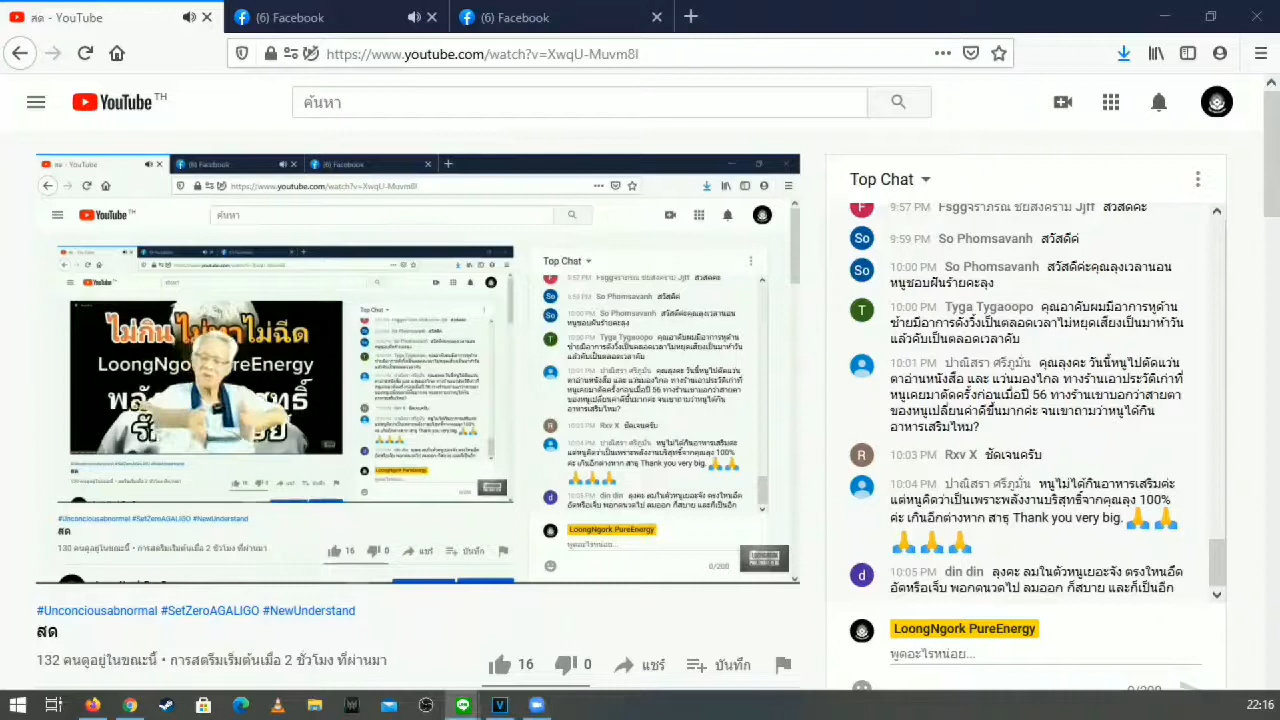 สด - YouTube
(6) Facebook
(6) Facebook
https://www.youtube.com/watch?v=XwqU-Muvm8I
YouTube TH
ค้นหา
Top Chat
9:57 PM
9:59 PM So Phomsavanh สวัสดีค่
10:00 PM So Phomsavanh สวัสดีค่ะคุณลุงเวลานอน
หนูชอบฝันร้ายคะลุง
10:00 PM Tyga Tygaoopo คุณอาคับผมมีอาการหูด้าน
ซ้ายมีอาการดังวิ้งเป็นตลอดเวลาไม่หยุดเสียงเป็นมาห้าวัน
แล้วคับเป็นตลอดเวลาคับ
10:01 PM ปาณิสรา ศรีภูมั่น คุณลุงคะ วันนี้หนูไปตัดแว่น
ตาอ่านหนังสือ และ แว่นมองไกล ทางร้านเอาประวัติเก่าที่
หนูเคยมาตัดครั้งก่อนเมื่อปี 56 ทางร้านเขาบอกว่าสายตา
ของหนูเปลี่ยนค่าดีขึ้นมากค่ะ จนเขาถามว่าหนูได้กิน
อาหารเสริมไหม?
10:03 PM Rxv X ชัดเจนครับ
10:04 PM ปาณิสรา ศรีภูมั่น หนูไม่ได้กินอาหารเสริมค่ะ
แต่หนูคิดว่าเป็นเพราะพลังงานบริสุทธิ์จากคุณลุง 100%
ค่ะ เกินอีกต่างหาก สาธุ Thank you very big. 🙏🙏
🙏🙏🙏
10:05 PM din din ลุงคะ ลมในตัวหนูเยอะจัง ตรงไหนอึด
อัดหรือเจ็บ พอกดนวดไป ลมออก ก็สบาย และก็เป็นอีก
LoongNgork PureEnergy
พูดอะไรหน่อย...
0/200
ไม่กิน ไม่ทา ไม่ฉีด
LoongNgork PureEnergy
#UnconciousabnormaI #SetZeroAGALIGO #NewUnderstand
สด
132 คนดูอยู่ในขณะนี้ • การสตรีมเริ่มต้นเมื่อ 2 ชั่วโมง ที่ผ่านมา
16
0
แชร์
บันทึก
22:16